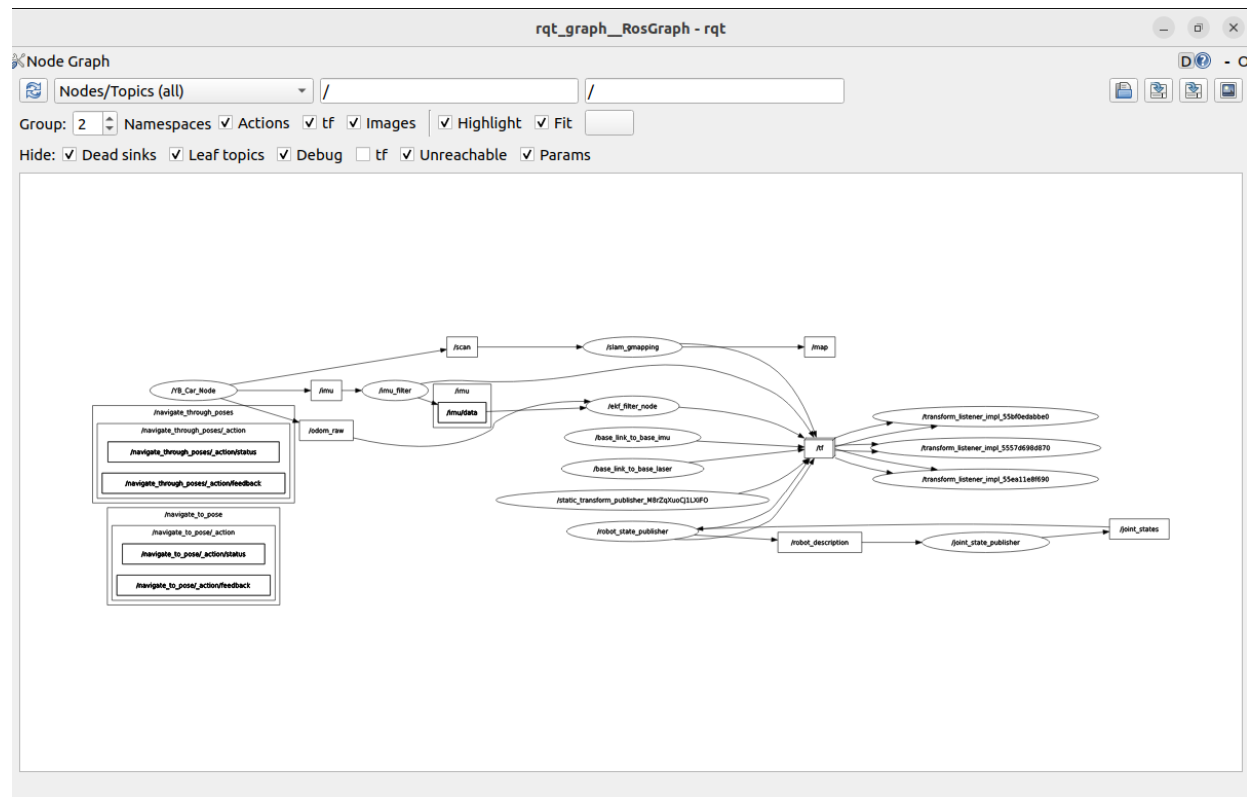 rqt_graph__RosGraph - rqt
Node Graph
D - O
Nodes/Topics (all) / /
Group: 2 Namespaces Actions tf Images Highlight Fit
Hide: Dead sinks Leaf topics Debug tf Unreachable Params
/scan
/slam_gmapping
/map
/YB_Car_Node
/imu
/imu_filter
/imu
/imu/data
/navigate_through_poses
/navigate_through_poses/_action
/navigate_through_poses/_action/status
/navigate_through_poses/_action/feedback
/odom_raw
/ekf_filter_node
/base_link_to_base_imu
/base_link_to_base_laser
/static_transform_publisher_M8rZqXuoCj1LXiFO
/robot_state_publisher
/tf
/transform_listener_impl_55bf0edabbe0
/transform_listener_impl_5557d698d870
/transform_listener_impl_55ea11e8f690
/robot_description
/joint_state_publisher
/joint_states
/navigate_to_pose
/navigate_to_pose/_action
/navigate_to_pose/_action/status
/navigate_to_pose/_action/feedback